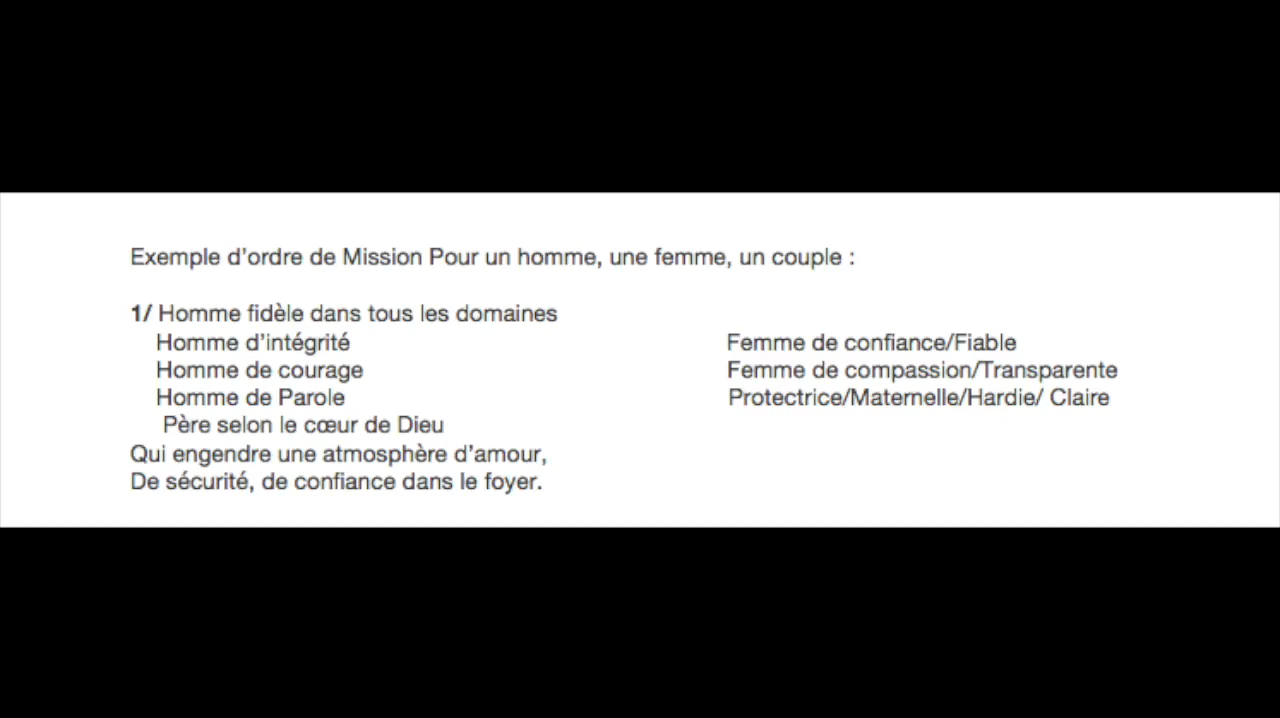 Exemple d'ordre de Mission Pour un homme, une femme, un couple :
1/ Homme fidèle dans tous les domaines
Homme d'intégrité Femme de confiance/Fiable
Homme de courage Femme de compassion/Transparente
Homme de Parole Protectrice/Maternelle/Hardie/ Claire
Père selon le cœur de Dieu
Qui engendre une atmosphère d'amour,
De sécurité, de confiance dans le foyer.